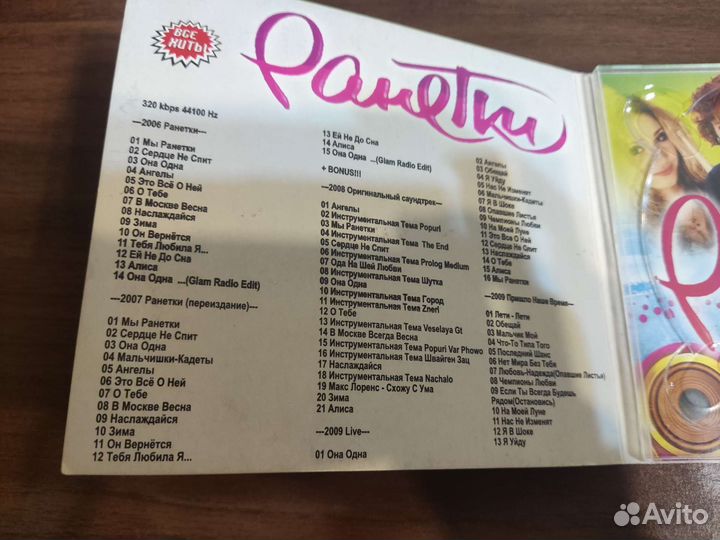 ВСЕ
ХИТЫ
Ранетки
320 kbps 44100 Hz
---2006 Ранетки---
01 Мы Ранетки
02 Сердце Не Спит
03 Она Одна
04 Ангелы
05 Это Всё О Ней
06 О Тебе
07 В Москве Весна
08 Наслаждайся
09 Зима
10 Он Вернётся
11 Тебя Любила Я...
12 Ей Не До Сна
13 Алиса
14 Она Одна ...(Glam Radio Edit)
---2007 Ранетки (переиздание)---
01 Мы Ранетки
02 Сердце Не Спит
03 Она Одна
04 Мальчишки-Кадеты
05 Ангелы
06 Это Всё О Ней
07 О Тебе
08 В Москве Весна
09 Наслаждайся
10 Зима
11 Он Вернётся
12 Тебя Любила Я...
13 Ей Не До Сна
14 Алиса
15 Она Одна ...(Glam Radio Edit)
+ BONUS!!!
---2008 Оригинальный саундтрек---
01 Ангелы
02 Инструментальная Тема Popuri
03 Мы Ранетки
04 Инструментальная Тема The End
05 Сердце Не Спит
06 Инструментальная Тема Prolog Medium
07 Ода На Шей Любви
08 Инструментальная Тема Шутка
09 Она Одна
10 Инструментальная Тема Город
11 Инструментальная Тема Znerl
12 О Тебе
13 Инструментальная Тема Veselaya Gt
14 В Москве Всегда Весна
15 Инструментальная Тема Popuri Var Phowo
16 Инструментальная Тема Швайген Зац
17 Наслаждайся
18 Инструментальная Тема Nachalo
19 Макс Лоренс - Схожу С Ума
20 Зима
21 Алиса
---2009 Live---
01 Она Одна
02 Ангелы
03 Обещай
04 Я Уйду
05 Нас Не Изменят
06 Мальчишки-Кадеты
07 Я В Шоке
08 Опавшие Листья
09 Чемпионы Любви
10 На Моей Луне
11 Это Все О Ней
12 Сердце Не Спит
13 Наслаждайся
14 О Тебе
15 Алиса
16 Мы Ранетки
---2009 Пришло Наше Время---
01 Лети - Лети
02 Обещай
03 Мальчик Мой
04 Что-То Типа Того
05 Последний Шанс
06 Нет Мира Без Тебя
07 Любовь-Надежда(Опавшие Листья)
08 Чемпионы Любви
09 Если Ты Всегда Будешь
Рядом(Остановись)
10 На Моей Луне
11 Нас Не Изменят
12 Я В Шоке
13 Я Уйду
Avito